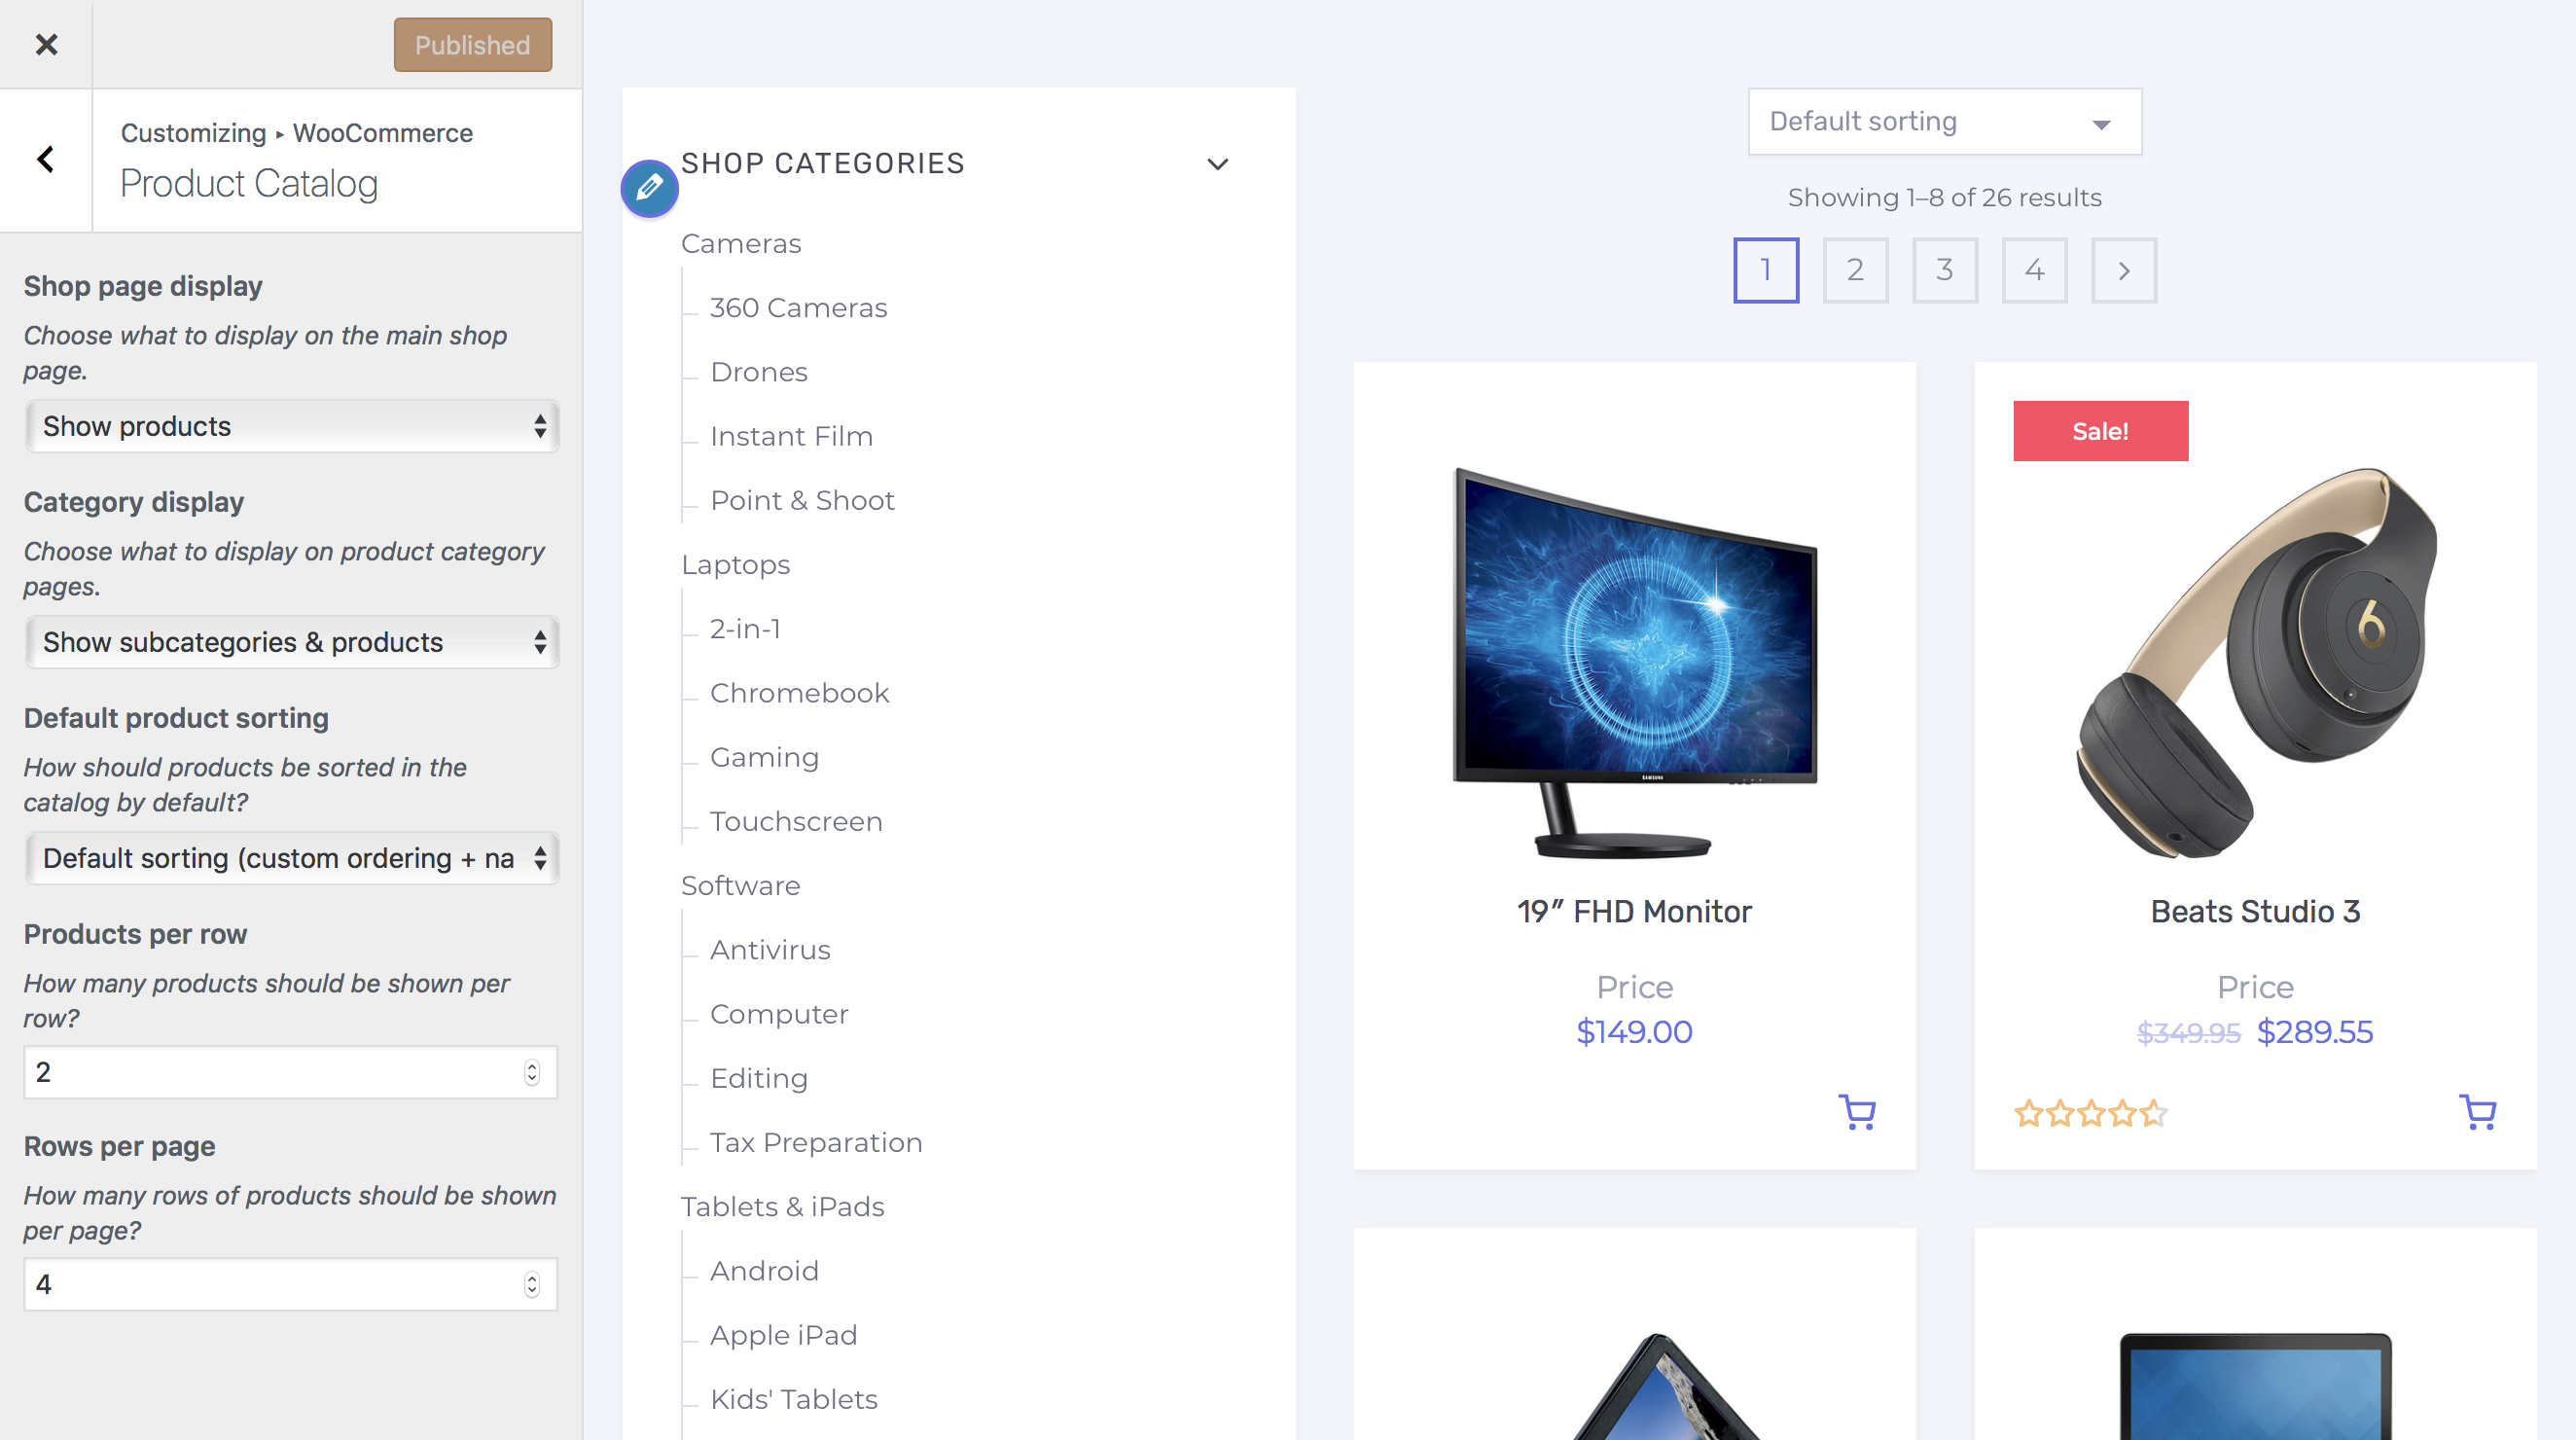 Published
Customizing ▸ WooCommerce
Product Catalog
Shop page display
Choose what to display on the main shop
page.
Show products
Category display
Choose what to display on product category
pages.
Show subcategories & products
Default product sorting
How should products be sorted in the
catalog by default?
Default sorting (custom ordering + na
Products per row
How many products should be shown per
row?
2
Rows per page
How many rows of products should be shown
per page?
4
SHOP CATEGORIES
Cameras
360 Cameras
Drones
Instant Film
Point & Shoot
Laptops
2-in-1
Chromebook
Gaming
Touchscreen
Software
Antivirus
Computer
Editing
Tax Preparation
Tablets & iPads
Android
Apple iPad
Kids' Tablets
Default sorting
Showing 1–8 of 26 results
1 2 3 4
SAMSUNG
19″ FHD Monitor
Price
$149.00
Sale!
Beats Studio 3
Price
$349.95 $289.55